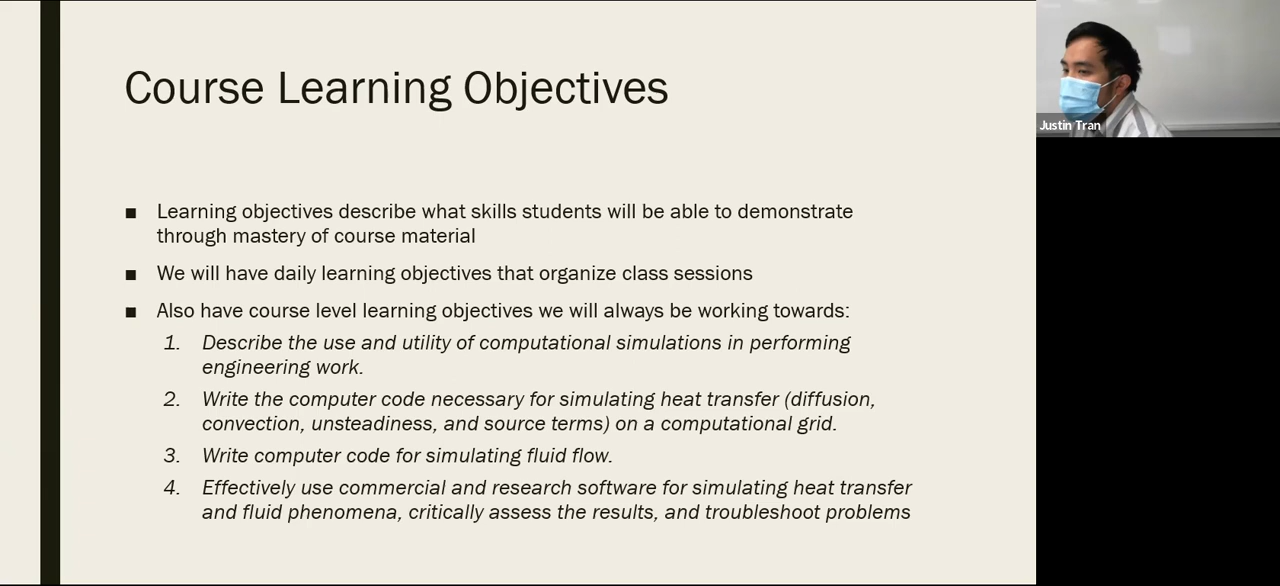 Course Learning Objectives
■ Learning objectives describe what skills students will be able to demonstrate
through mastery of course material
■ We will have daily learning objectives that organize class sessions
■ Also have course level learning objectives we will always be working towards:
1. Describe the use and utility of computational simulations in performing
engineering work.
2. Write the computer code necessary for simulating heat transfer (diffusion,
convection, unsteadiness, and source terms) on a computational grid.
3. Write computer code for simulating fluid flow.
4. Effectively use commercial and research software for simulating heat transfer
and fluid phenomena, critically assess the results, and troubleshoot problems
Justin Tran